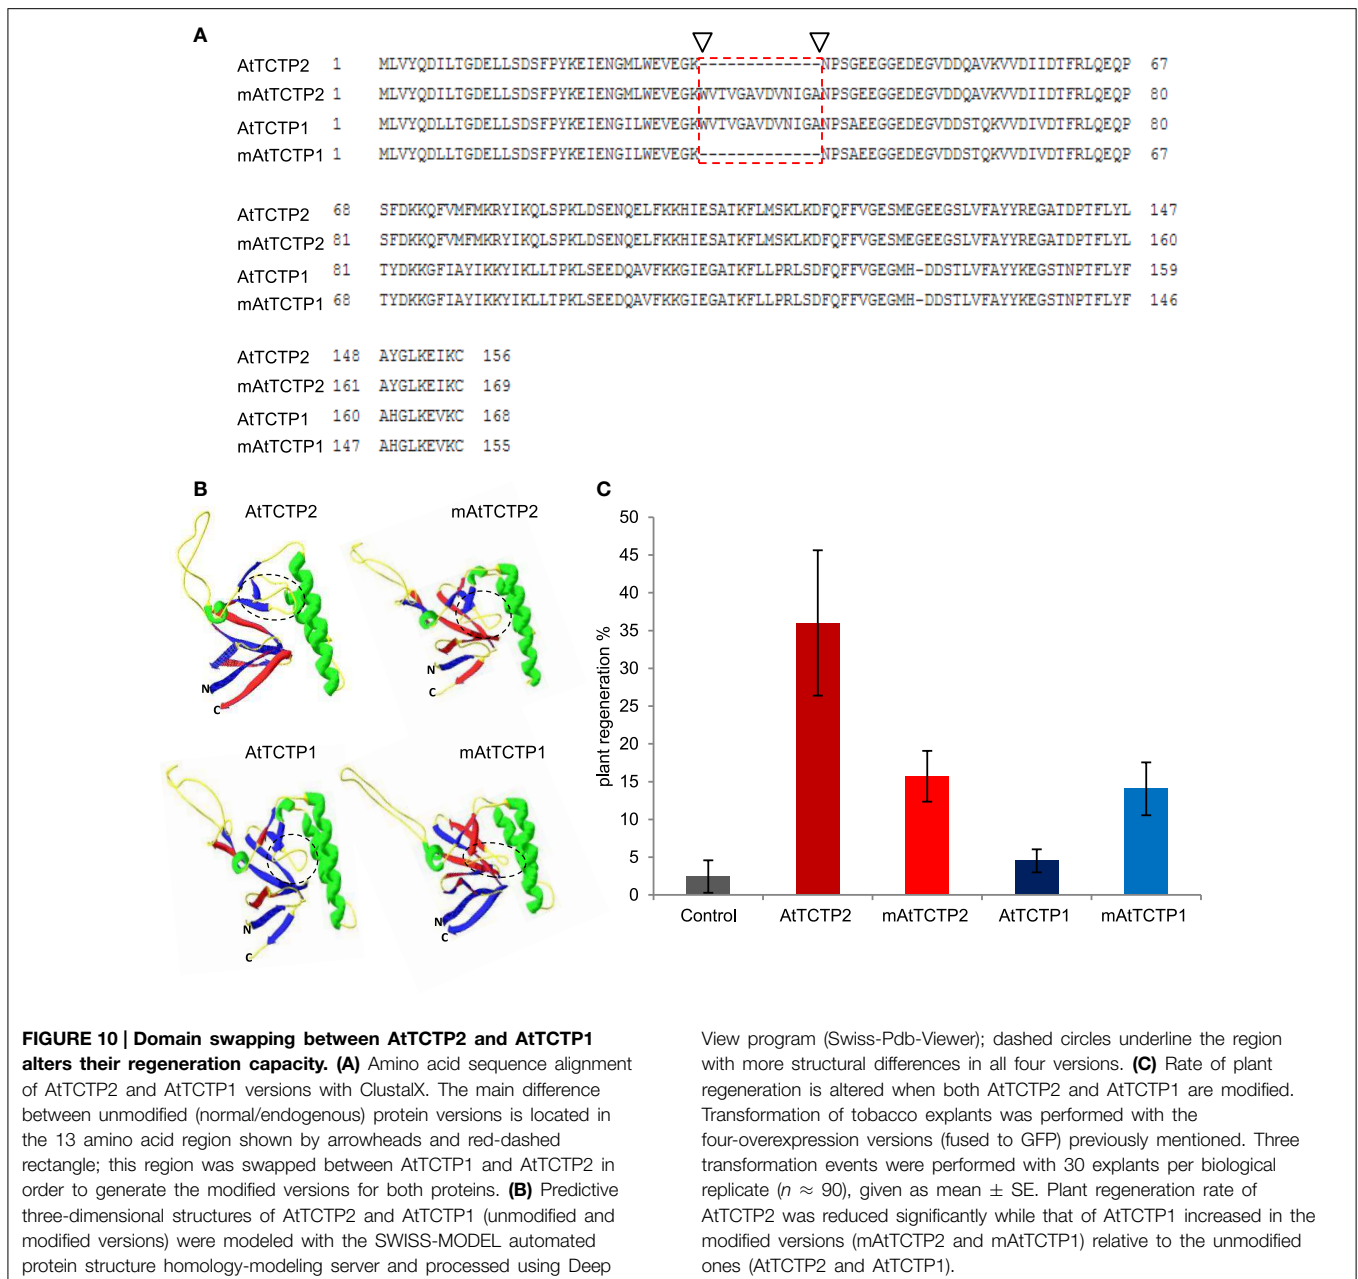 A
AtTCTP2 1 MLVYQDILTGDELLSDSFPYKEIENGMLWEVEGK-------------NPSGEEGGEDEGVDDQAVKVVDIIDTFRLQEQP 67
mAtTCTP2 1 MLVYQDILTGDELLSDSFPYKEIENGMLWEVEGKWVTVGAVDVNIGANPSGEEGGEDEGVDDQAVKVVDIIDTFRLQEQP 80
AtTCTP1 1 MLVYQDLLTGDELLSDSFPYKEIENGILWEVEGKWVTVGAVDVNIGANPSAEEGGEDEGVDDSTQKVVDIVDTFRLQEQP 80
mAtTCTP1 1 MLVYQDLLTGDELLSDSFPYKEIENGILWEVEGK-------------NPSAEEGGEDEGVDDSTQKVVDIVDTFRLQEQP 67
AtTCTP2 68 SFDKKQFVMFMKRYIKQLSPKLDSENQELFKKHIESATKFLMSKLKDFQFFVGESMEGEEGSLVFAYYREGATDPTFLYL 147
mAtTCTP2 81 SFDKKQFVMFMKRYIKQLSPKLDSENQELFKKHIESATKFLMSKLKDFQFFVGESMEGEEGSLVFAYYREGATDPTFLYL 160
AtTCTP1 81 TYDKKGFIAYIKKYIKLLTPKLSEEDQAVFKKGIEGATKFLLPRLSDFQFFVGEGMH-DDSTLVFAYYKEGSTNPTFLYF 159
mAtTCTP1 68 TYDKKGFIAYIKKYIKLLTPKLSEEDQAVFKKGIEGATKFLLPRLSDFQFFVGEGMH-DDSTLVFAYYKEGSTNPTFLYF 146
AtTCTP2 148 AYGLKEIKC 156
mAtTCTP2 161 AYGLKEIKC 169
AtTCTP1 160 AHGLKEVKC 168
mAtTCTP1 147 AHGLKEVKC 155
B
AtTCTP2 mAtTCTP2
N
C
N
C
AtTCTP1 mAtTCTP1
N
C
N
C
C
plant regeneration %
50
45
40
35
30
25
20
15
10
5
0
Control AtTCTP2 mAtTCTP2 AtTCTP1 mAtTCTP1
FIGURE 10 | Domain swapping between AtTCTP2 and AtTCTP1
alters their regeneration capacity. (A) Amino acid sequence alignment
of AtTCTP2 and AtTCTP1 versions with ClustalX. The main difference
between unmodified (normal/endogenous) protein versions is located in
the 13 amino acid region shown by arrowheads and red-dashed
rectangle; this region was swapped between AtTCTP1 and AtTCTP2 in
order to generate the modified versions for both proteins. (B) Predictive
three-dimensional structures of AtTCTP2 and AtTCTP1 (unmodified and
modified versions) were modeled with the SWISS-MODEL automated
protein structure homology-modeling server and processed using Deep
View program (Swiss-Pdb-Viewer); dashed circles underline the region
with more structural differences in all four versions. (C) Rate of plant
regeneration is altered when both AtTCTP2 and AtTCTP1 are modified.
Transformation of tobacco explants was performed with the
four-overexpression versions (fused to GFP) previously mentioned. Three
transformation events were performed with 30 explants per biological
replicate (n ≈ 90), given as mean ± SE. Plant regeneration rate of
AtTCTP2 was reduced significantly while that of AtTCTP1 increased in the
modified versions (mAtTCTP2 and mAtTCTP1) relative to the unmodified
ones (AtTCTP2 and AtTCTP1).